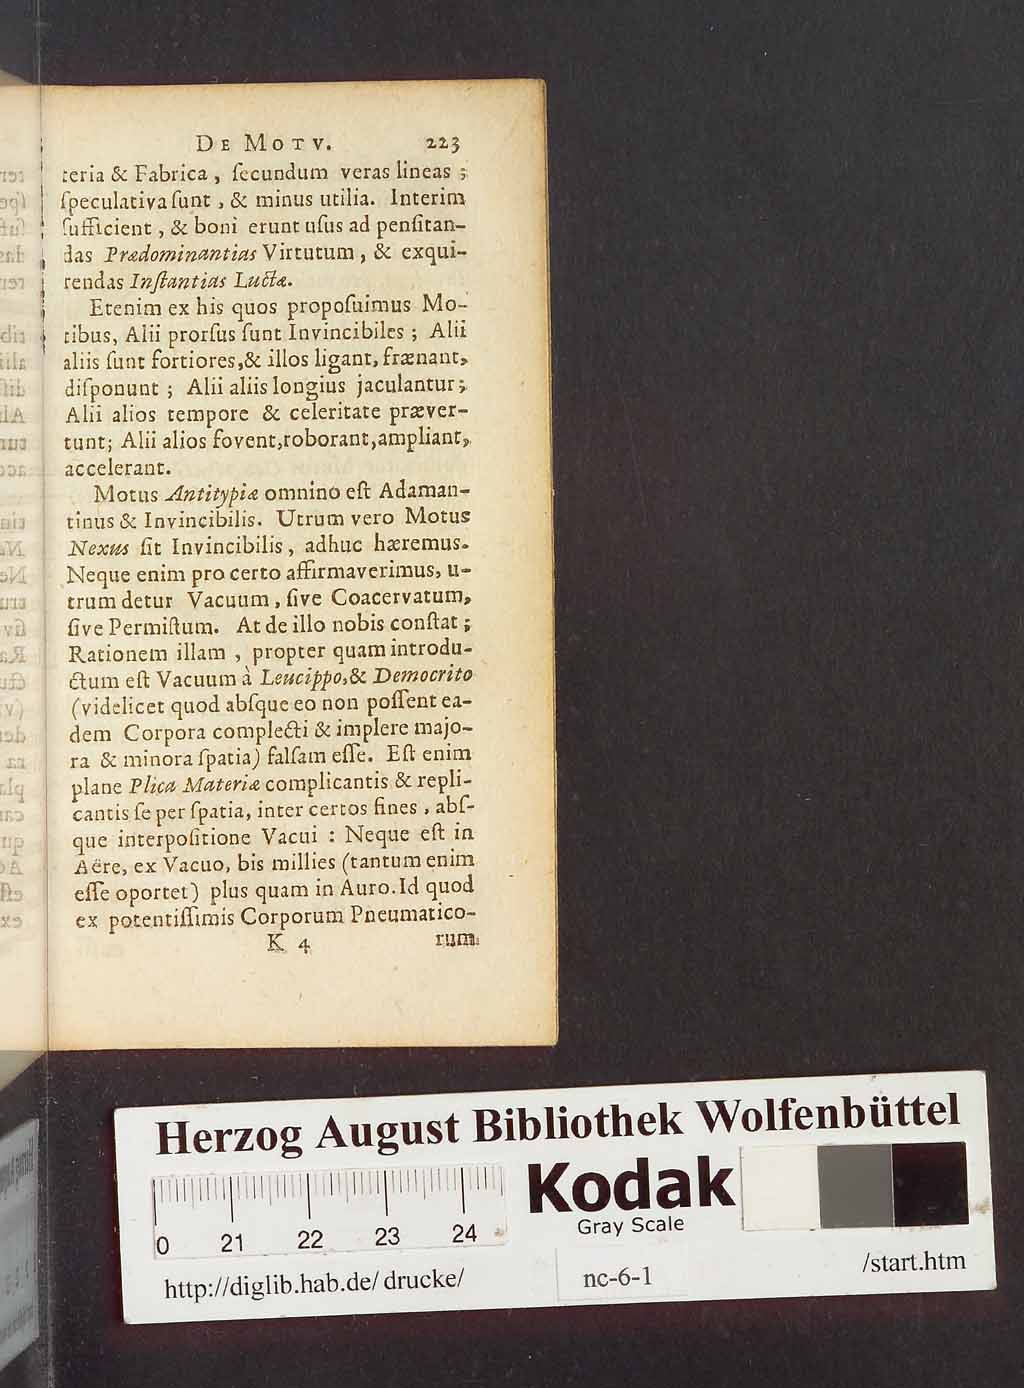 DE MOTV. 223
teria & Fabrica, ſecundum veras lineas;
ſpeculativa ſunt, & minus utilia. Interim
ſufficient, & boni erunt uſus ad penſitan-
das Prædominantias Virtutum, & exqui-
rendas Inſtantias Luctæ.
Etenim ex his quos propoſuimus Mo-
tibus, Alii prorſus ſunt Invincibiles; Alii
aliis ſunt fortiores,& illos ligant, frænant,
diſponunt; Alii aliis longius jaculantur;
Alii alios tempore & celeritate præver-
tunt; Alii alios fovent,roborant,ampliant,
accelerant.
Motus Antitypiæ omnino eſt Adaman-
tinus & Invincibilis. Utrum vero Motus
Nexus ſit Invincibilis, adhuc hæremus.
Neque enim pro certo affirmaverimus, u-
trum detur Vacuum, ſive Coacervatum,
ſive Permiſtum. At de illo nobis conſtat;
Rationem illam, propter quam introdu-
ctum eſt Vacuum à Leucippo,& Democrito
(videlicet quod abſque eo non poſſent ea-
dem Corpora complecti & implere majo-
ra & minora ſpatia) falſam eſſe. Eſt enim
plane Plica Materiæ complicantis & repli-
cantis ſe per ſpatia, inter certos fines, abſ-
que interpoſitione Vacui: Neque eſt in
Aëre, ex Vacuo, bis millies (tantum enim
eſſe oportet) plus quam in Auro. Id quod
ex potentiſſimis Corporum Pneumatico-
K 4 rum
Herzog August Bibliothek Wolfenbüttel
Kodak
Gray Scale
0 21 22 23 24
http://diglib.hab.de/ drucke/ nc-6-1 /start.htm